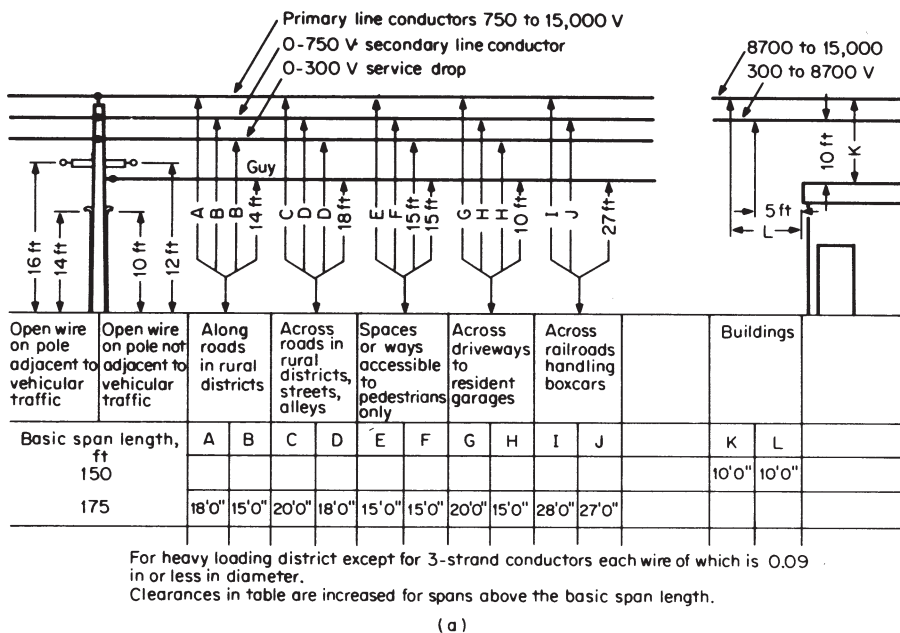 Primary line conductors 750 to 15,000 V
0-750 V secondary line conductor
0-300 V service drop
8700 to 15,000
300 to 8700 V
Guy
16 ft
14 ft
10 ft
12 ft
A
B
B
14 ft
C
D
D
18 ft
E
F
15 ft
15 ft
G
H
H
10 ft
I
J
27 ft
10 ft
K
5 ft
L
Open wire
on pole
adjacent to
vehicular
traffic
Open wire
on pole not
adjacent to
vehicular
traffic
Along
roads
in rural
districts
Across
roads in
rural
districts,
streets,
alleys
Spaces
or ways
accessible
to
pedestrians
only
Across
driveways
to
resident
garages
Across
railroads
handling
boxcars
Buildings
Basic span length, A B C D E F G H I J K L
ft
150 10'0" 10'0"
175 18'0" 15'0" 20'0" 18'0" 15'0" 15'0" 20'0" 15'0" 28'0" 27'0"
For heavy loading district except for 3-strand conductors each wire of which is 0.09
in or less in diameter.
Clearances in table are increased for spans above the basic span length.
(a)